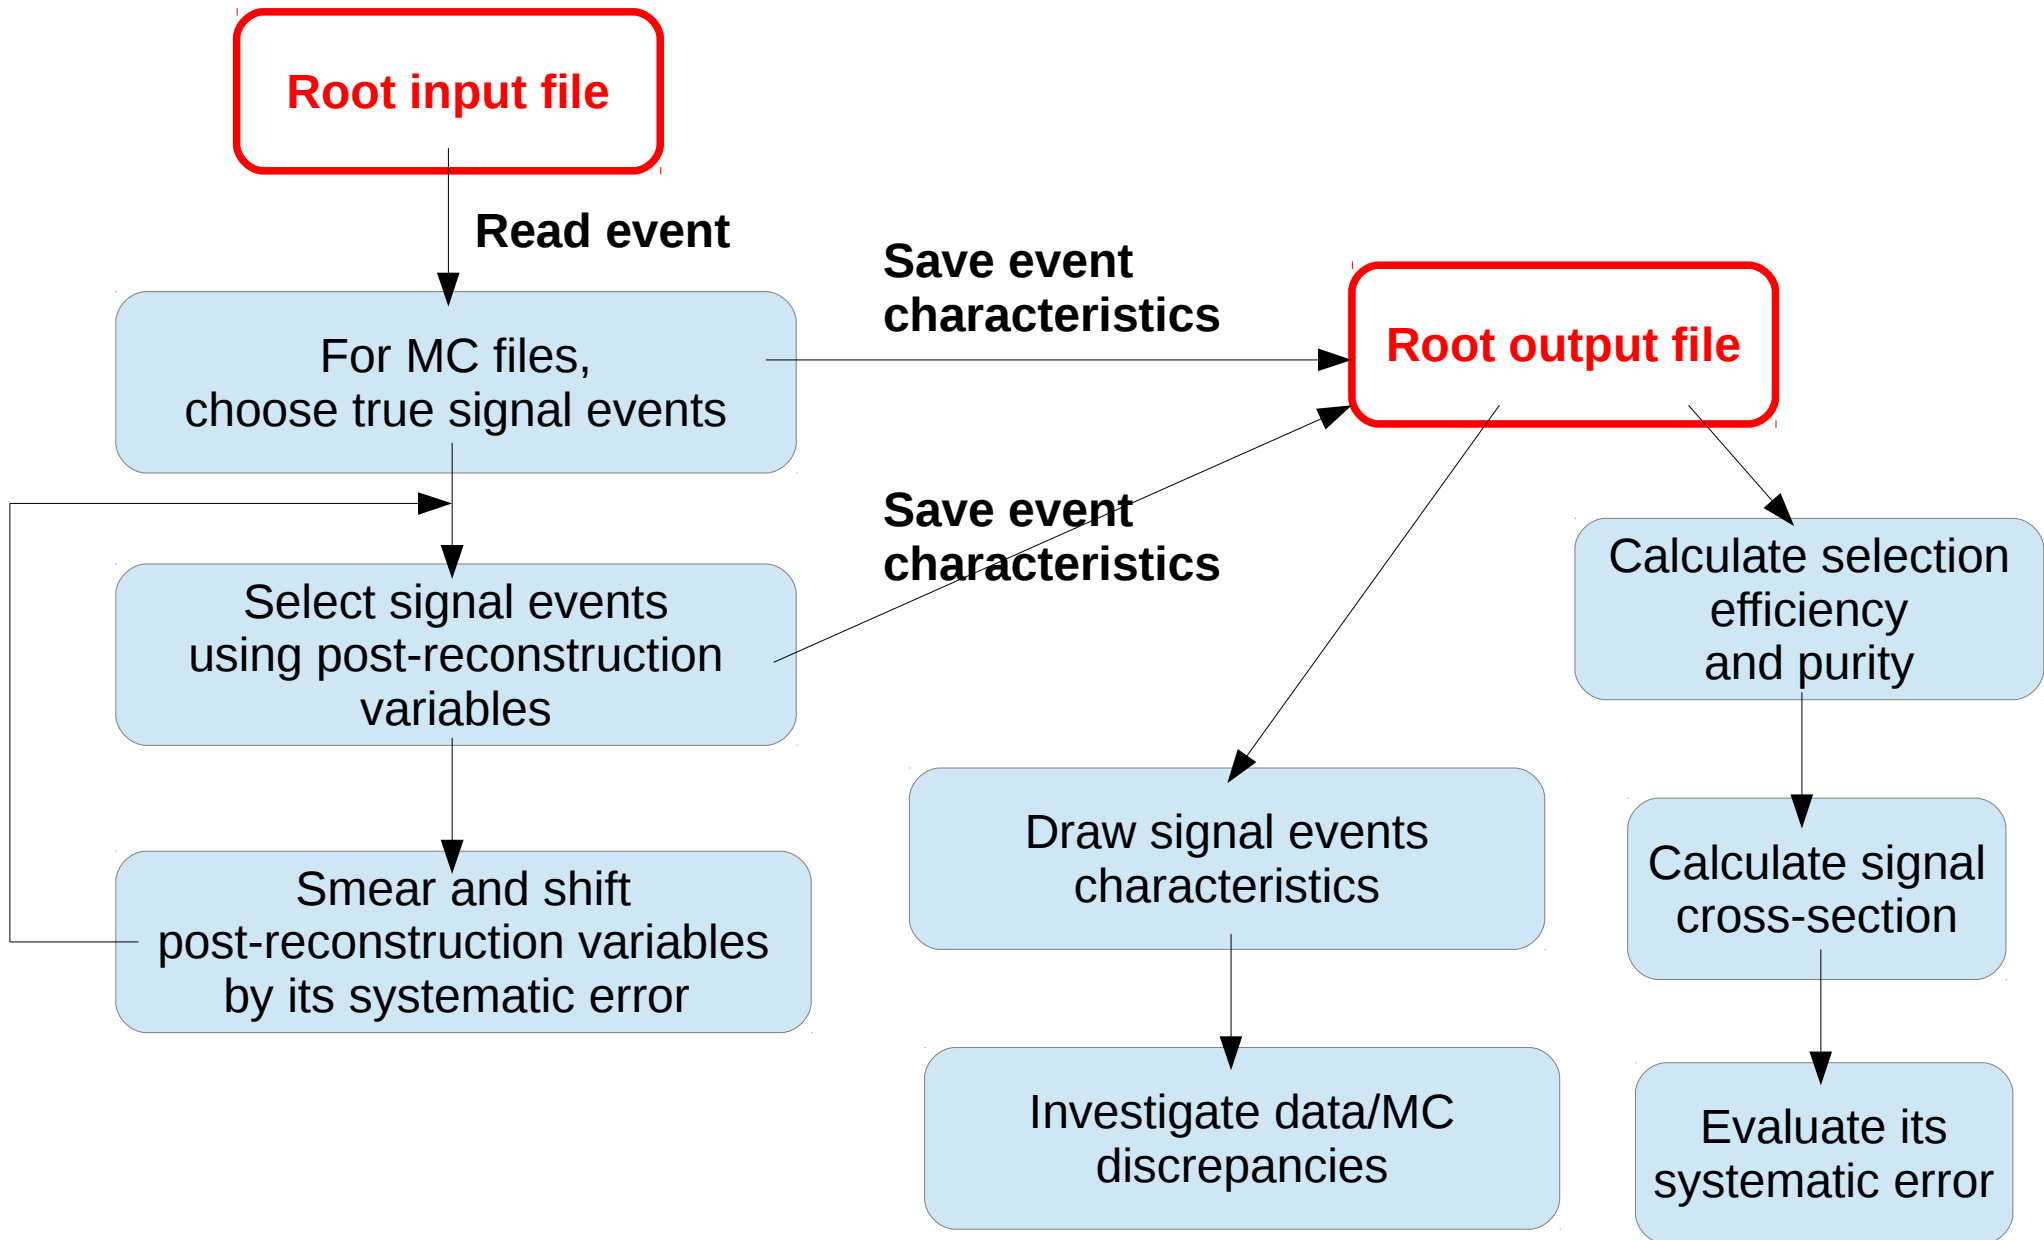 Root input file
Read event
For MC files,
choose true signal events
Save event
characteristics
Root output file
Select signal events
using post-reconstruction
variables
Save event
characteristics
Smear and shift
post-reconstruction variables
by its systematic error
Draw signal events
characteristics
Investigate data/MC
discrepancies
Calculate selection
efficiency
and purity
Calculate signal
cross-section
Evaluate its
systematic error